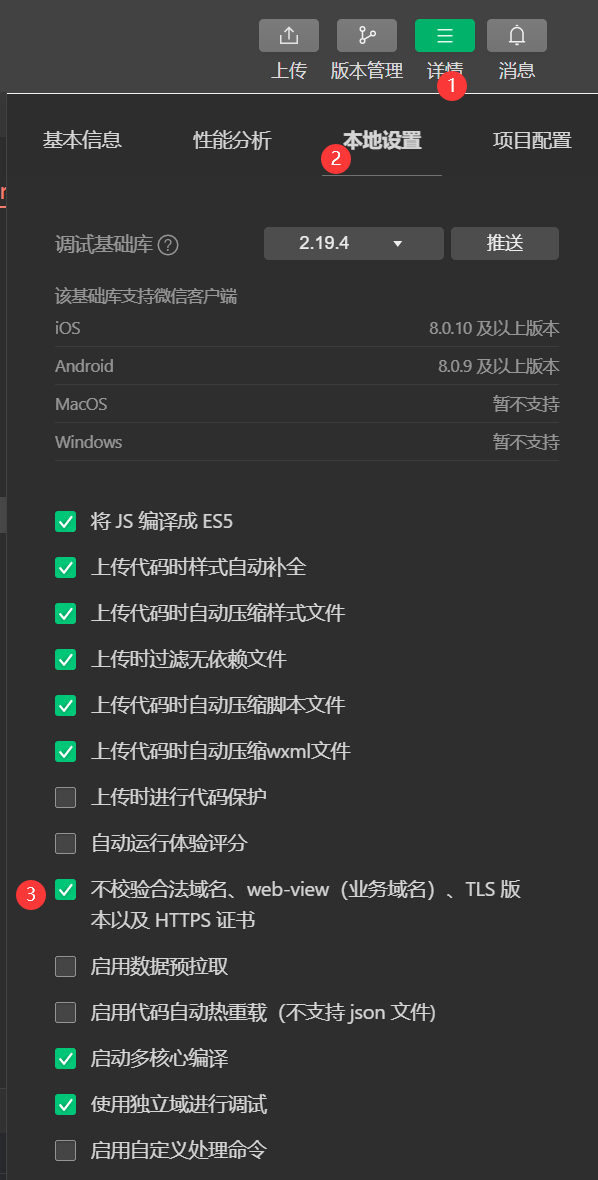 上传 版本管理 详情 消息
1
基本信息 性能分析 本地设置 项目配置
2
调试基础库 ? 2.19.4 推送
该基础库支持微信客户端
iOS 8.0.10 及以上版本
Android 8.0.9 及以上版本
MacOS 暂不支持
Windows 暂不支持
将 JS 编译成 ES5
上传代码时样式自动补全
上传代码时自动压缩样式文件
上传时过滤无依赖文件
上传代码时自动压缩脚本文件
上传代码时自动压缩wxml文件
上传时进行代码保护
自动运行体验评分
3 不校验合法域名、web-view（业务域名）、TLS 版
本以及 HTTPS 证书
启用数据预拉取
启用代码自动热重载（不支持 json 文件)
启动多核心编译
使用独立域进行调试
启用自定义处理命令